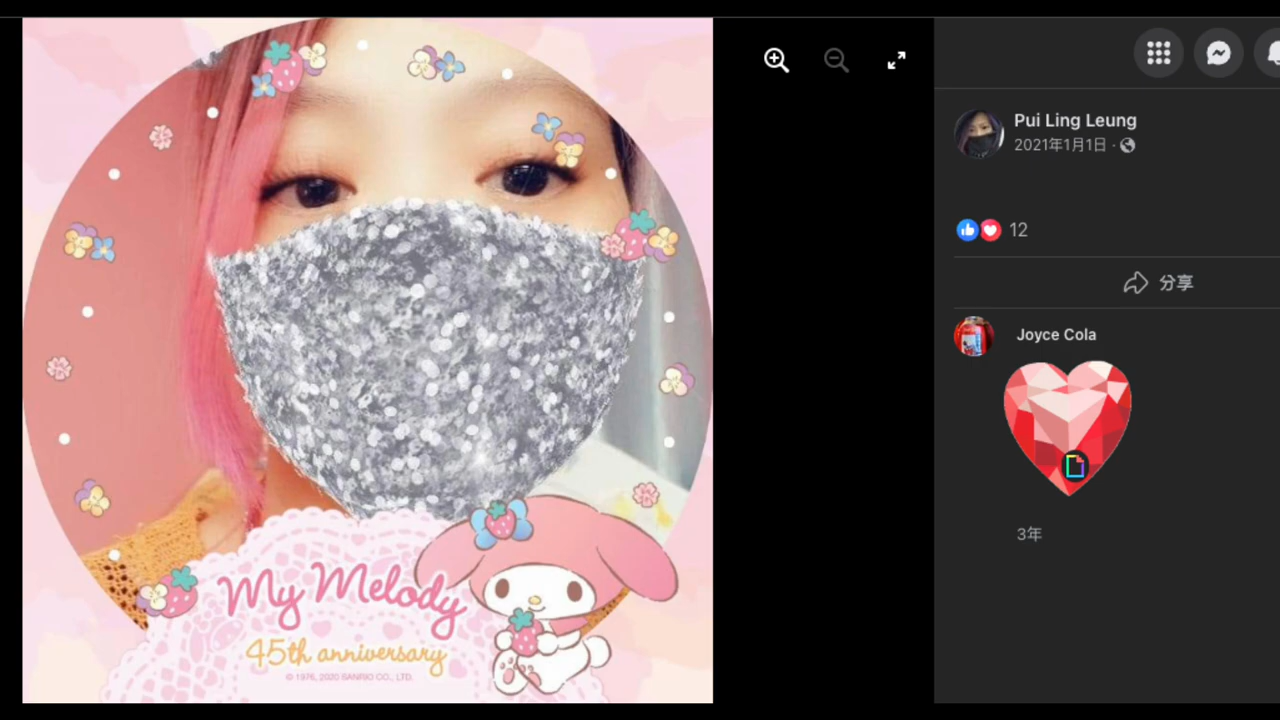 My Melody
45th anniversary
© 1976, 2020 SANRIO CO., LTD.
Pui Ling Leung
2021年1月1日 ·
12
分享
Joyce Cola
3年